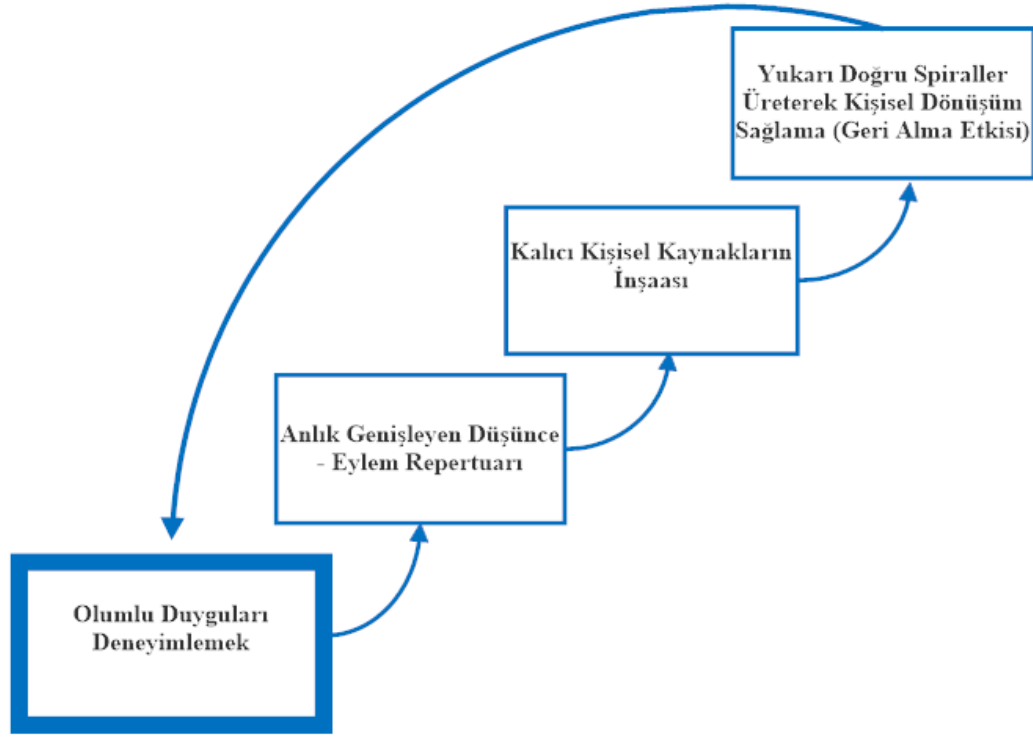 Yukarı Doğru Spiraller
Üreterek Kişisel Dönüşüm
Sağlama (Geri Alma Etkisi)
Kalıcı Kişisel Kaynakların
İnşaası
Anlık Genişleyen Düşünce
- Eylem Repertuarı
Olumlu Duyguları
Deneyimlemek